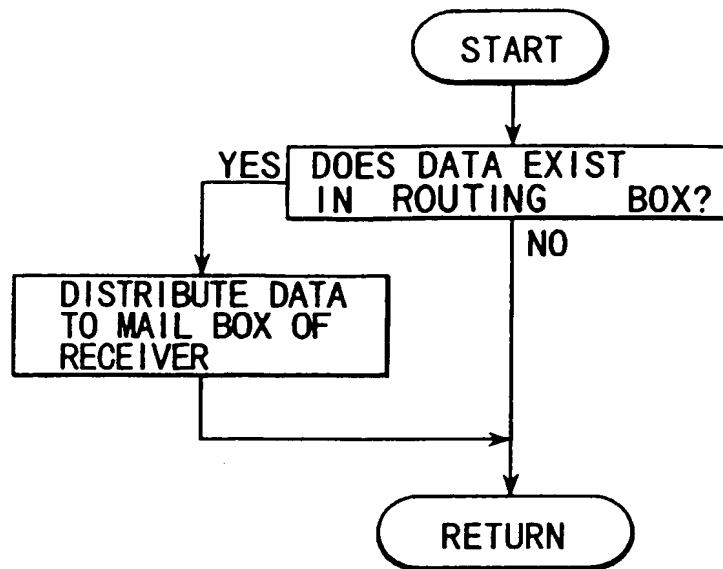 START
YES
DOES DATA EXIST
IN ROUTING BOX?
NO
DISTRIBUTE DATA
TO MAIL BOX OF
RECEIVER
RETURN